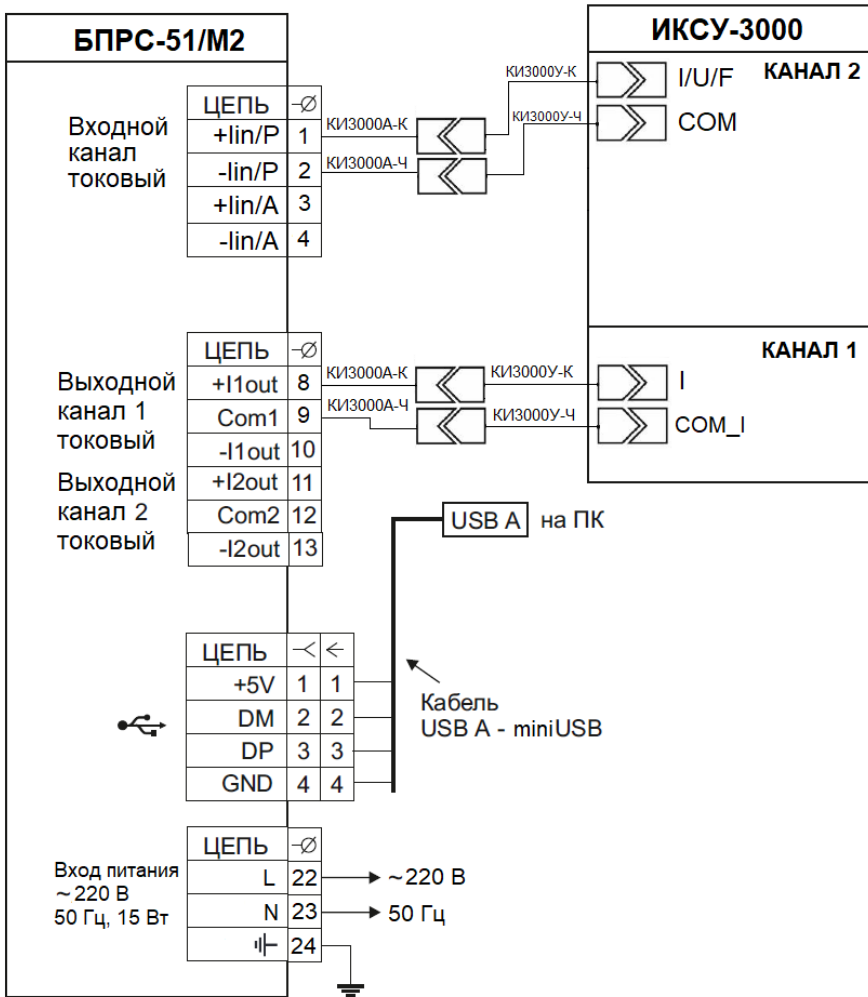 БПРС-51/М2
ИКСУ-3000
КАНАЛ 2
Входной
канал
токовый
ЦЕПЬ
+Iin/P 1
-Iin/P 2
+Iin/A 3
-Iin/A 4
КИ3000А-К
КИ3000А-Ч
КИ3000У-К
КИ3000У-Ч
I/U/F
COM
КАНАЛ 1
Выходной
канал 1
токовый
Выходной
канал 2
токовый
ЦЕПЬ
+I1out 8
Com1 9
-I1out 10
+I2out 11
Com2 12
-I2out 13
КИ3000А-К
КИ3000А-Ч
КИ3000У-К
КИ3000У-Ч
I
COM_I
USB A на ПК
ЦЕПЬ
+5V 1 1
DM 2 2
DP 3 3
GND 4 4
Кабель
USB A - miniUSB
Вход питания
~220 В
50 Гц, 15 Вт
ЦЕПЬ
L 22
N 23
24
~220 В
50 Гц